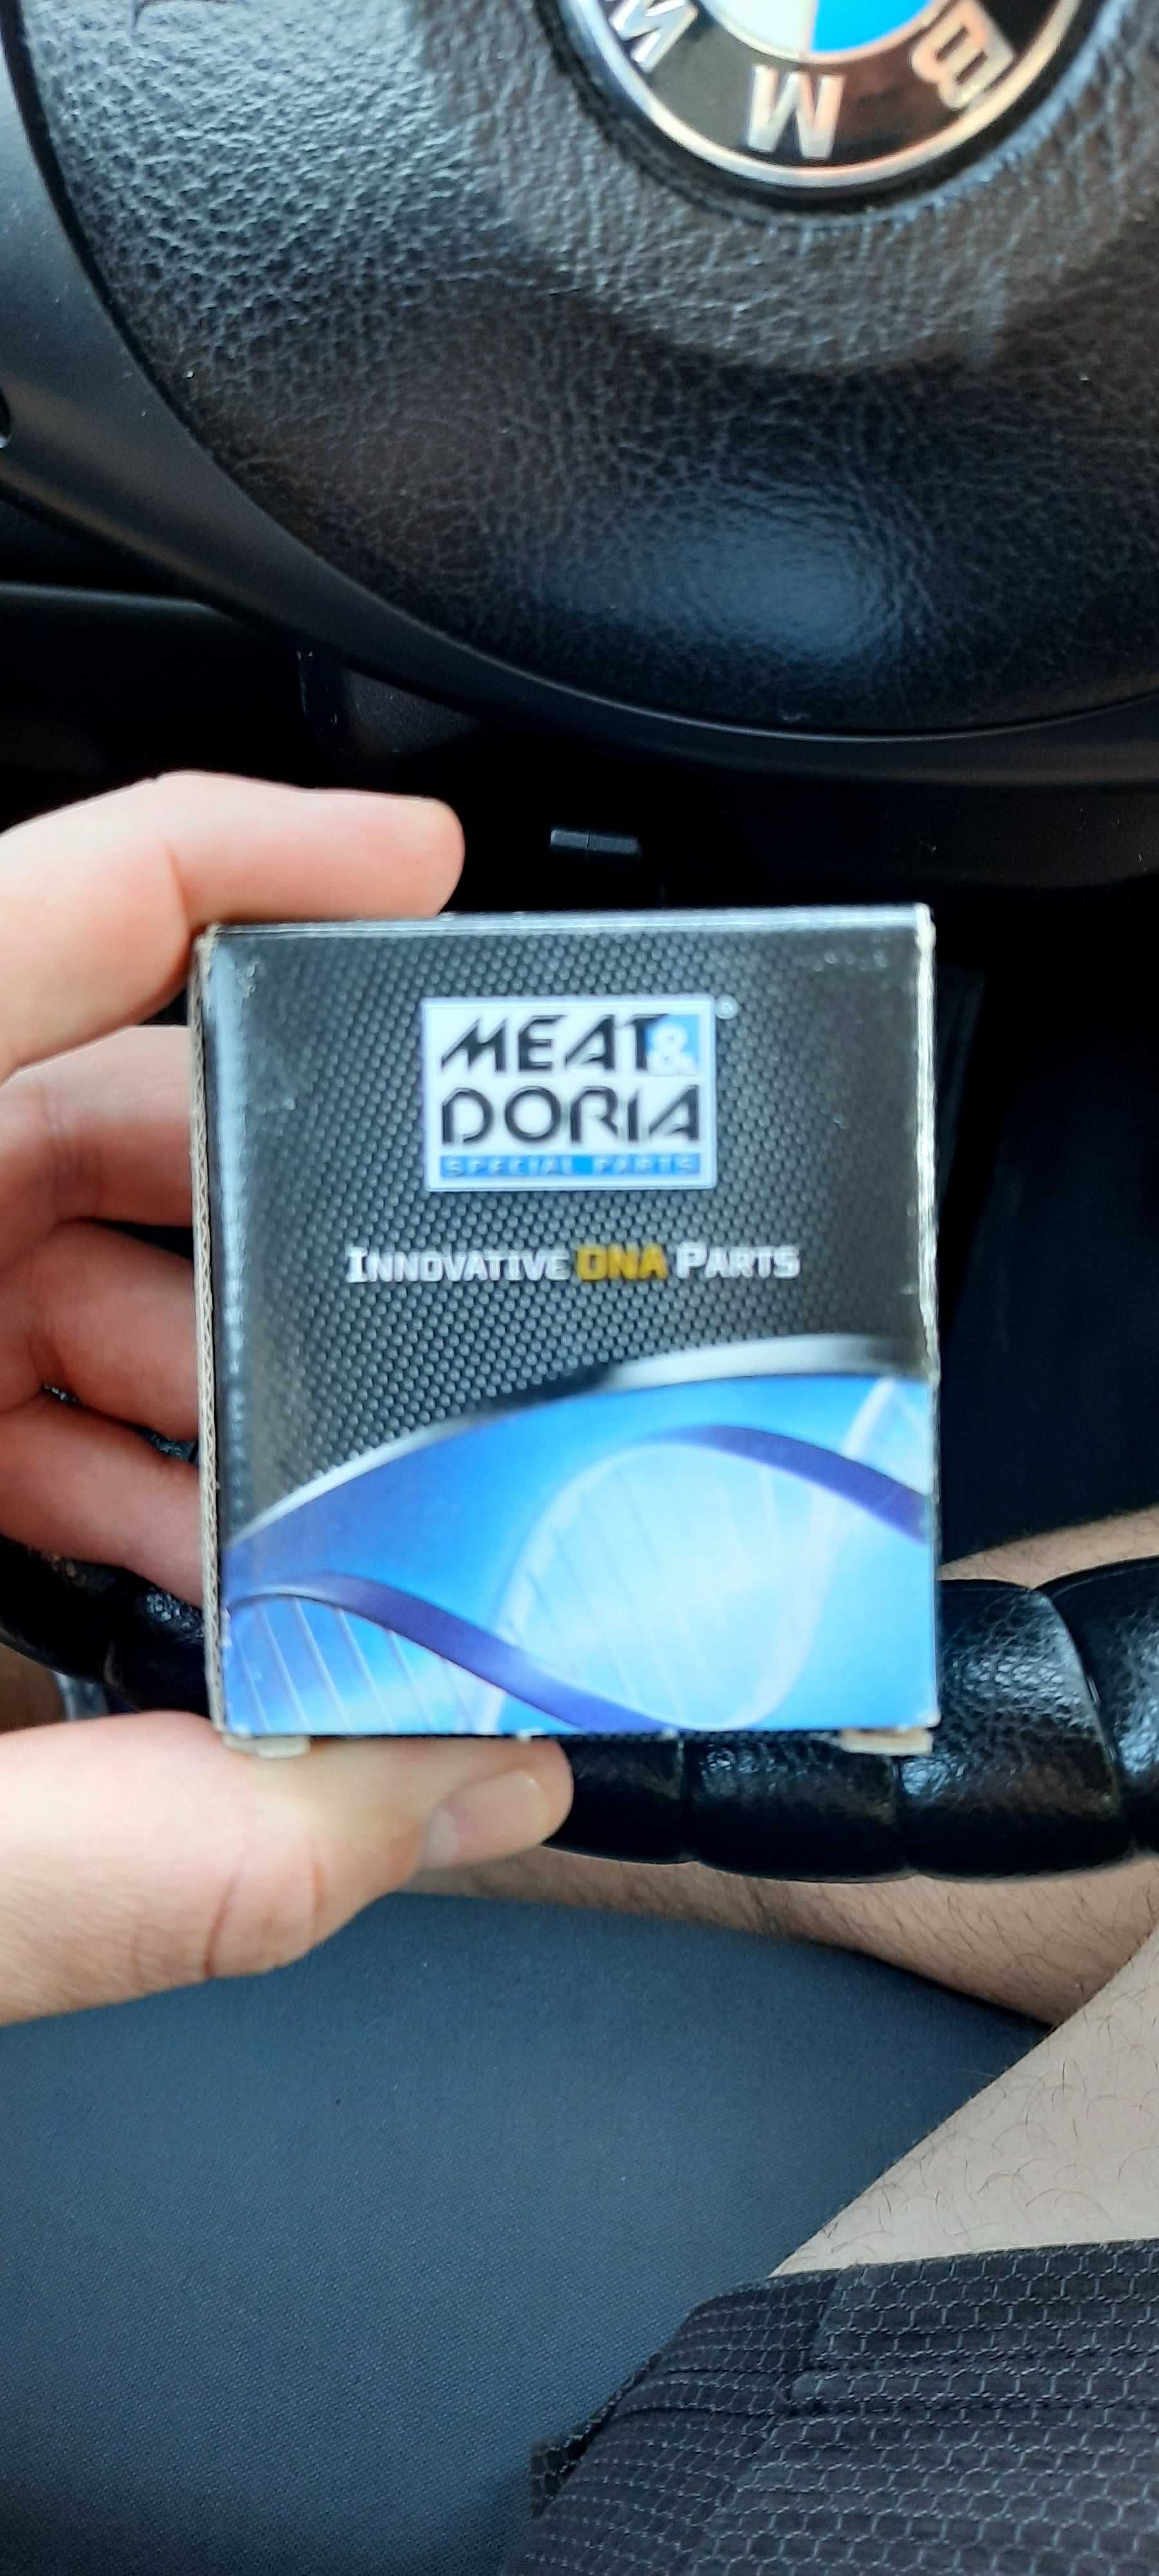 BMW
MEAT&
DORIA®
SPECIAL PARTS
INNOVATIVE DNA PARTS